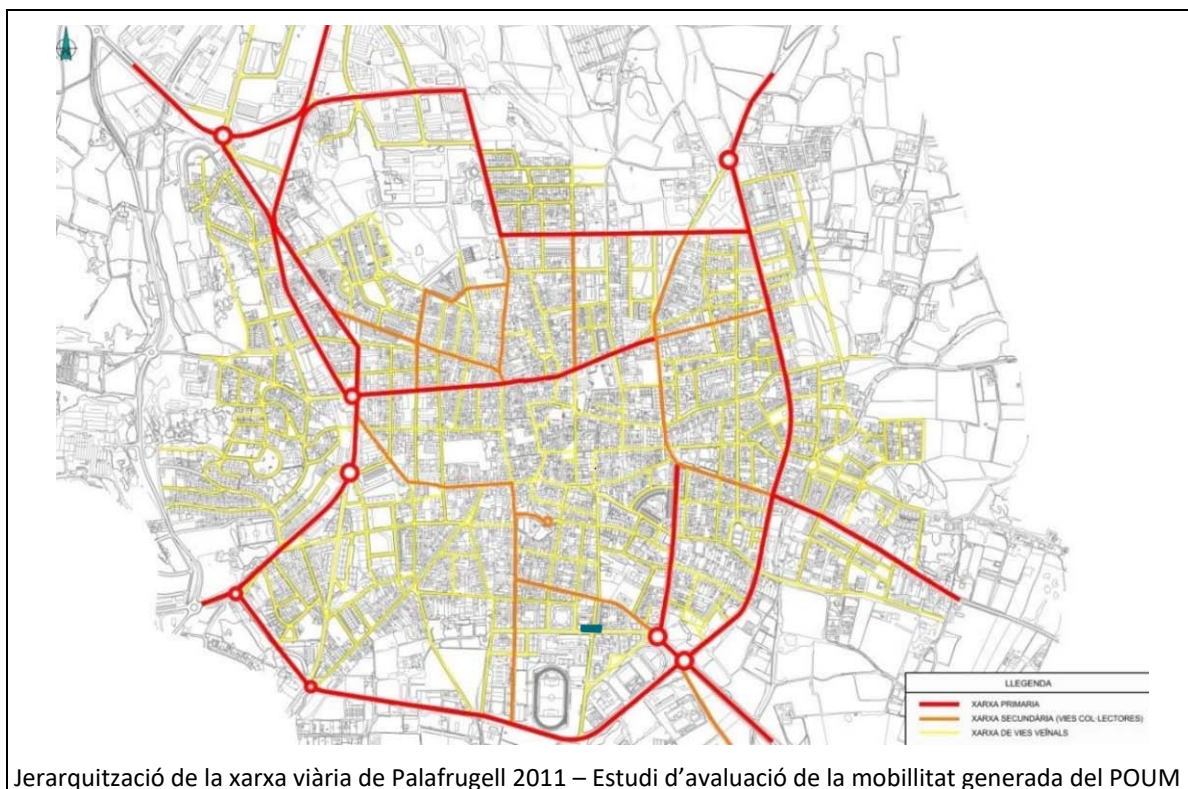 LLEGENDA
XARXA PRIMARIA
XARXA SECUNDÁRIA (VIES COL·LECTORES)
XARXA DE VIES VEÏNALS
Jerarquització de la xarxa viària de Palafrugell 2011 – Estudi d’avaluació de la mobillitat generada del POUM